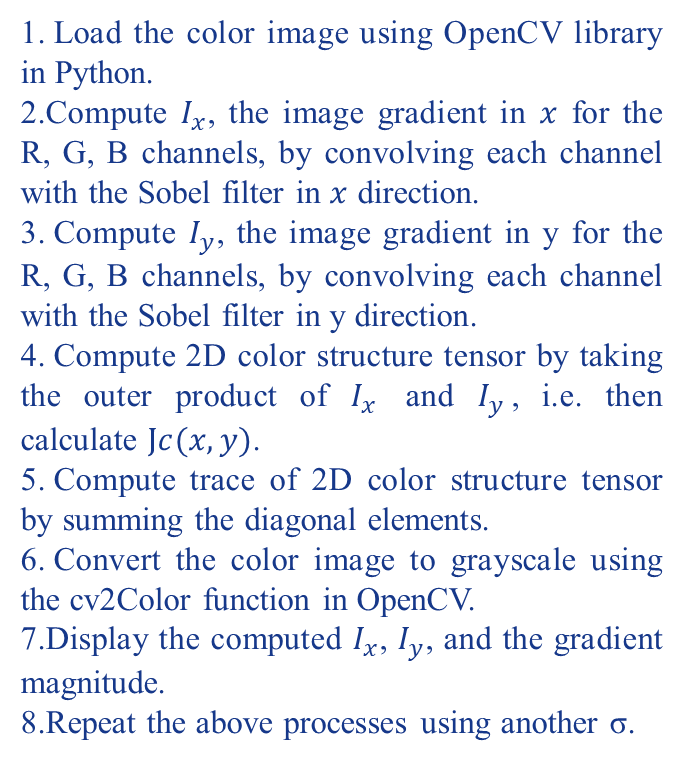 1. Load the color image using OpenCV library
in Python.
2.Compute Iₓ, the image gradient in x for the
R, G, B channels, by convolving each channel
with the Sobel filter in x direction.
3. Compute I_y, the image gradient in y for the
R, G, B channels, by convolving each channel
with the Sobel filter in y direction.
4. Compute 2D color structure tensor by taking
the outer product of Iₓ and I_y , i.e. then
calculate Jc(x, y).
5. Compute trace of 2D color structure tensor
by summing the diagonal elements.
6. Convert the color image to grayscale using
the cv2Color function in OpenCV.
7.Display the computed Iₓ, I_y, and the gradient
magnitude.
8.Repeat the above processes using another σ.